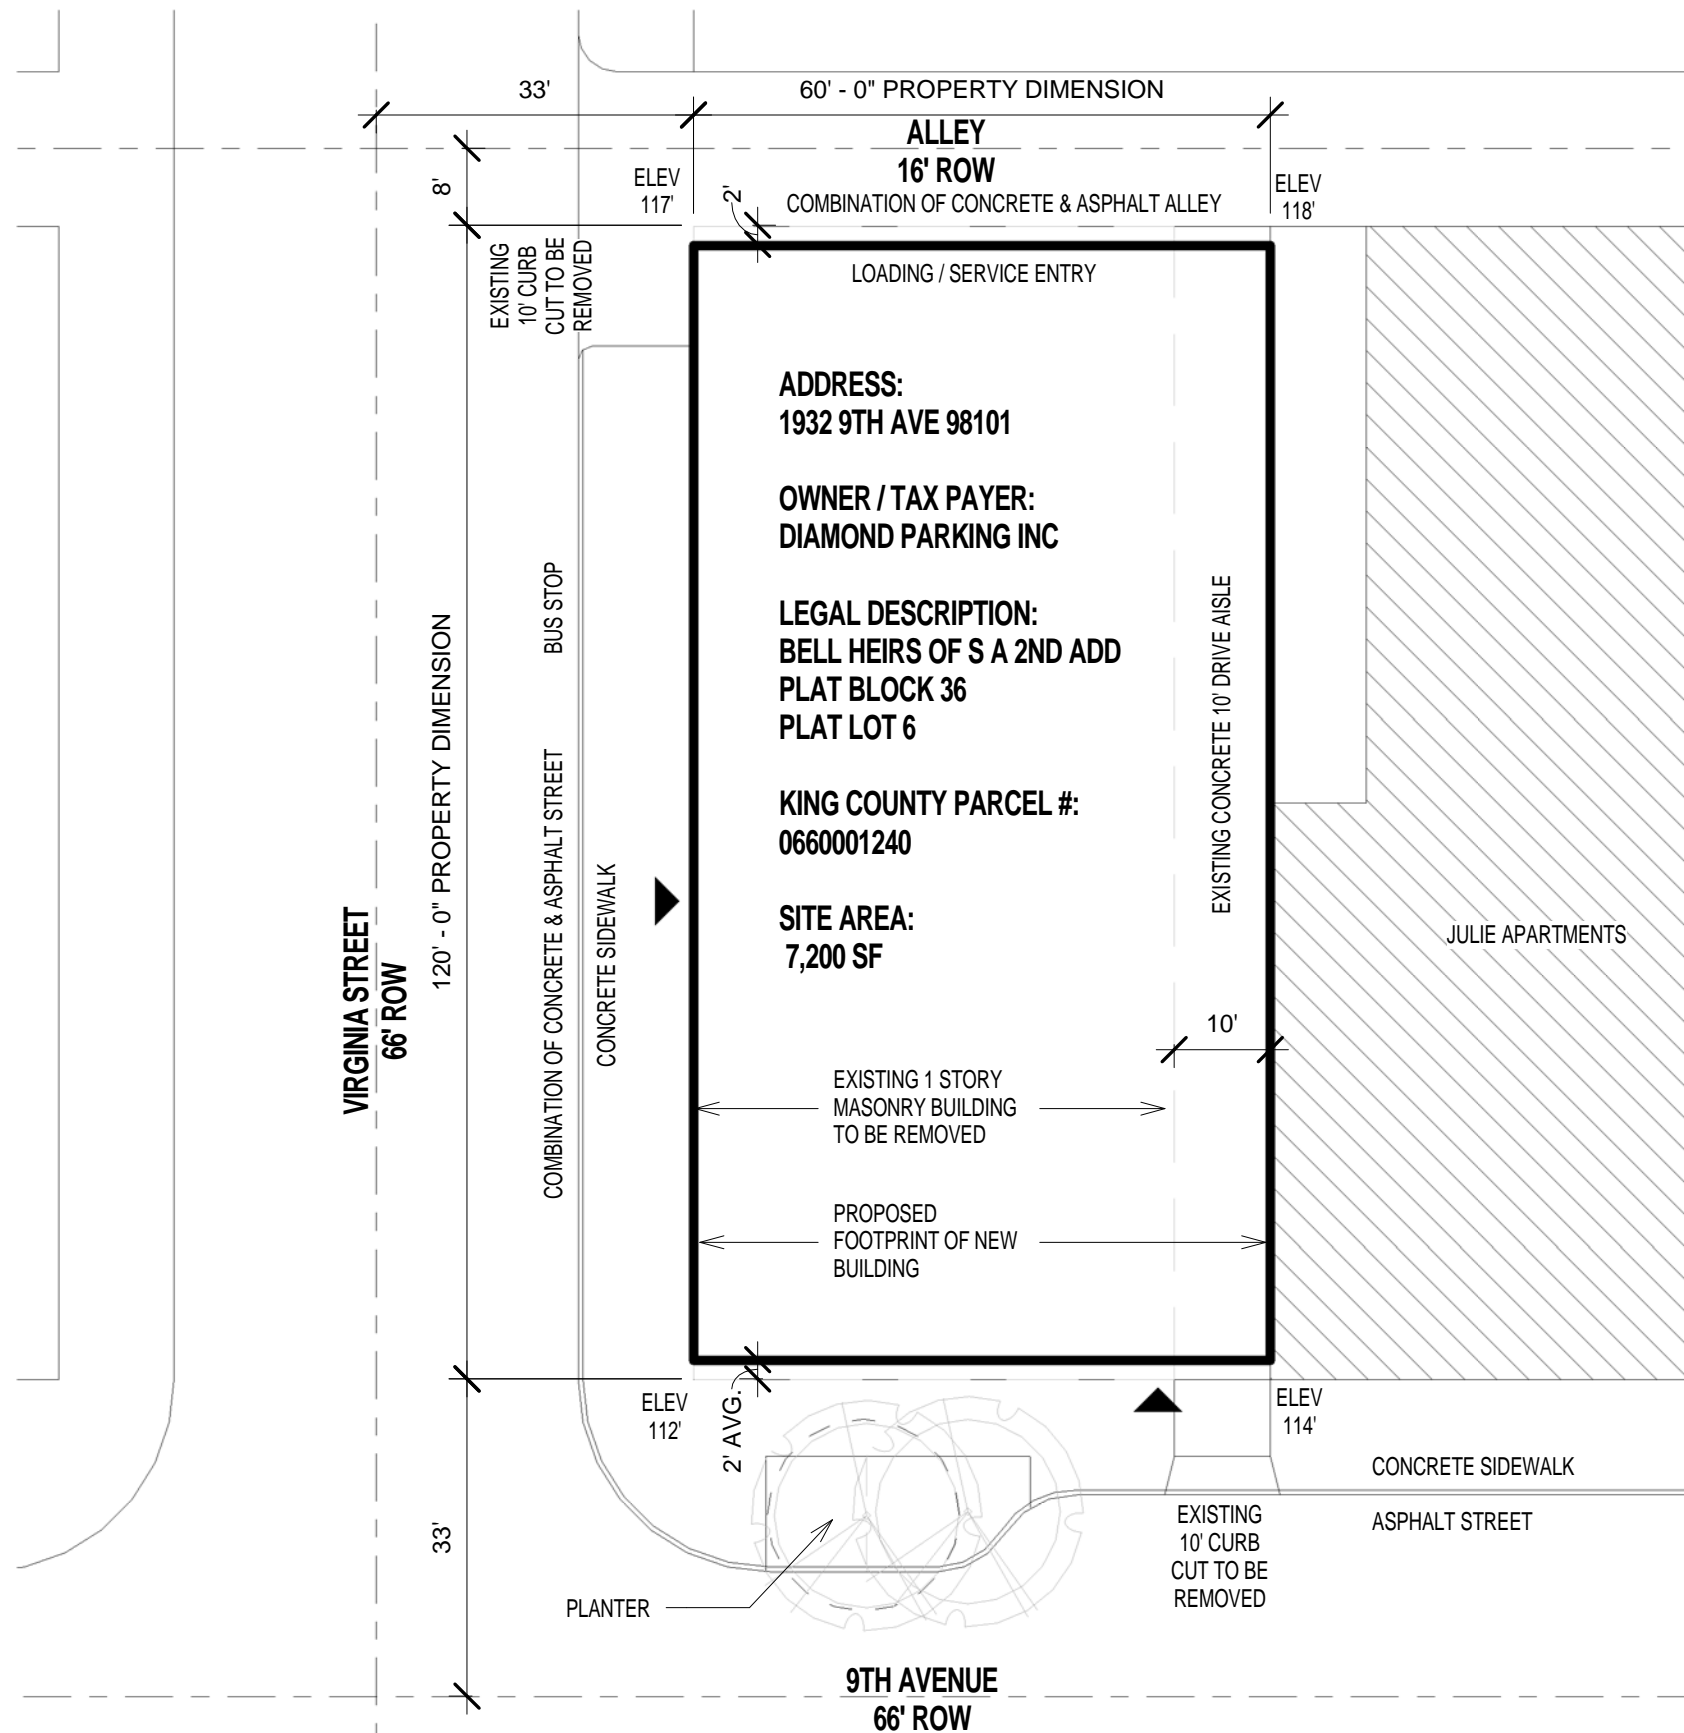 33'
60' - 0" PROPERTY DIMENSION
ALLEY
16' ROW
COMBINATION OF CONCRETE & ASPHALT ALLEY
8'
ELEV
117'
2'
ELEV
118'
EXISTING
10' CURB
CUT TO BE
REMOVED
LOADING / SERVICE ENTRY
ADDRESS:
1932 9TH AVE 98101
OWNER / TAX PAYER:
DIAMOND PARKING INC
LEGAL DESCRIPTION:
BELL HEIRS OF S A 2ND ADD
PLAT BLOCK 36
PLAT LOT 6
KING COUNTY PARCEL #:
0660001240
SITE AREA:
7,200 SF
VIRGINIA STREET
66' ROW
120' - 0" PROPERTY DIMENSION
BUS STOP
COMBINATION OF CONCRETE & ASPHALT STREET
CONCRETE SIDEWALK
EXISTING CONCRETE 10' DRIVE AISLE
JULIE APARTMENTS
10'
EXISTING 1 STORY
MASONRY BUILDING
TO BE REMOVED
PROPOSED
FOOTPRINT OF NEW
BUILDING
ELEV
112'
2' AVG.
ELEV
114'
CONCRETE SIDEWALK
ASPHALT STREET
EXISTING
10' CURB
CUT TO BE
REMOVED
33'
PLANTER
9TH AVENUE
66' ROW